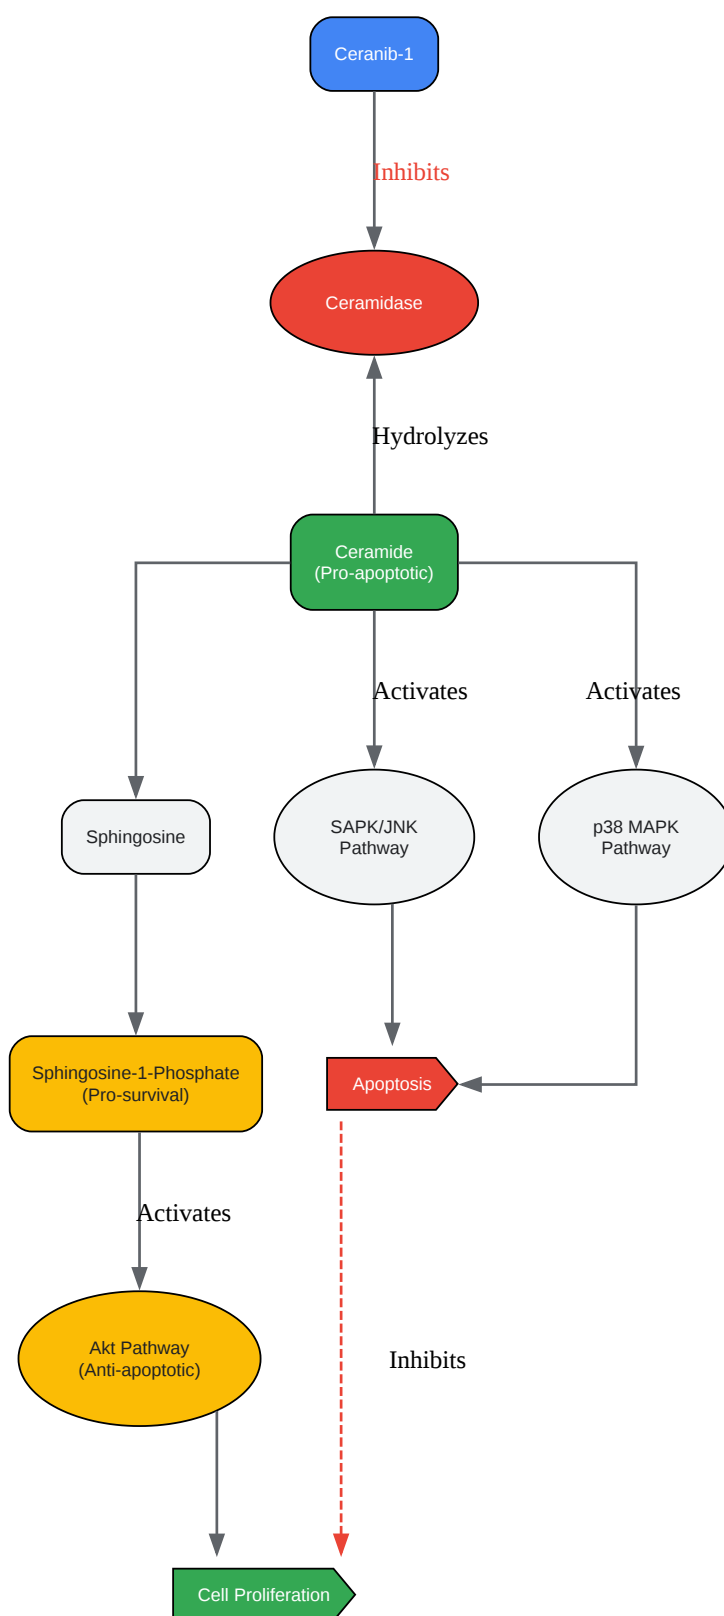 Ceranib-1
Inhibits
Ceramidase
Hydrolyzes
Ceramide
(Pro-apoptotic)
Activates
Activates
Sphingosine
SAPK/JNK
Pathway
p38 MAPK
Pathway
Sphingosine-1-Phosphate
(Pro-survival)
Apoptosis
Activates
Akt Pathway
(Anti-apoptotic)
Inhibits
Cell Proliferation